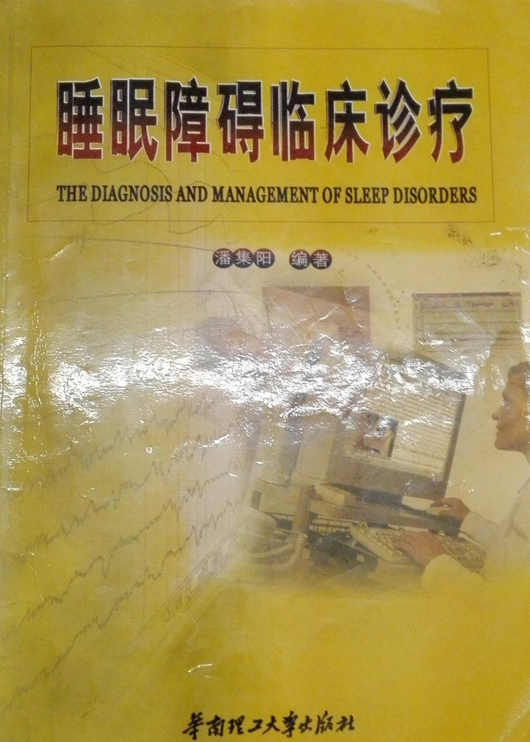 睡眠障碍临床诊疗
THE DIAGNOSIS AND MANAGEMENT OF SLEEP DISORDERS
潘集阳 编著
华南理工大学出版社